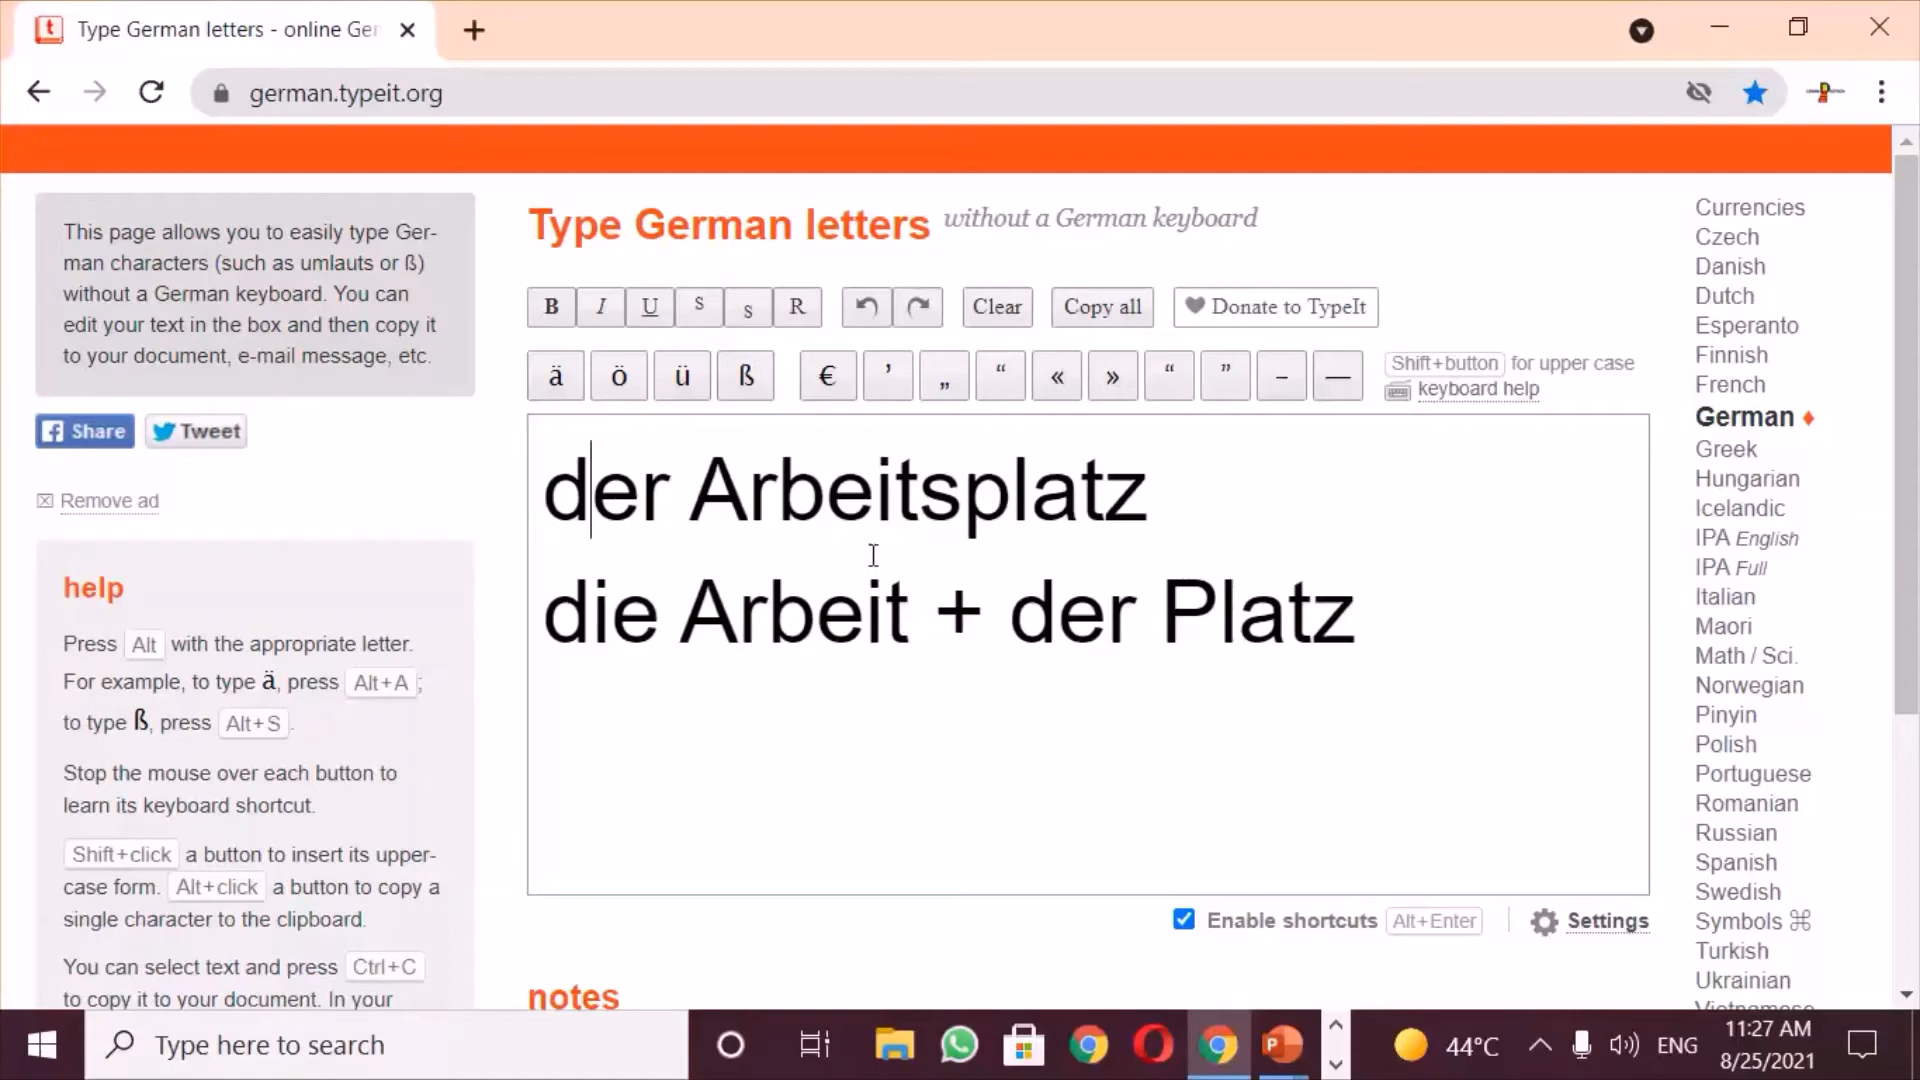 Type German letters - online Ger
german.typeit.org
This page allows you to easily type Ger-
man characters (such as umlauts or ß)
without a German keyboard. You can
edit your text in the box and then copy it
to your document, e-mail message, etc.
Share Tweet
Remove ad
help
Press Alt with the appropriate letter.
For example, to type ä, press Alt+A;
to type ß, press Alt+S.
Stop the mouse over each button to
learn its keyboard shortcut.
Shift+click a button to insert its upper-
case form. Alt+click a button to copy a
single character to the clipboard.
You can select text and press Ctrl+C
to copy it to your document. In your
Type German letters without a German keyboard
B I U S S R Clear Copy all Donate to TypeIt
ä ö ü ß € ’ „ “ « » “ ” – —
Shift+button for upper case
keyboard help
der Arbeitsplatz
die Arbeit + der Platz
Enable shortcuts Alt+Enter Settings
notes
Currencies
Czech
Danish
Dutch
Esperanto
Finnish
French
German
Greek
Hungarian
Icelandic
IPA English
IPA Full
Italian
Maori
Math / Sci.
Norwegian
Pinyin
Polish
Portuguese
Romanian
Russian
Spanish
Swedish
Symbols ⌘
Turkish
Ukrainian
Vietnamese
Type here to search
44°C ENG
11:27 AM
8/25/2021